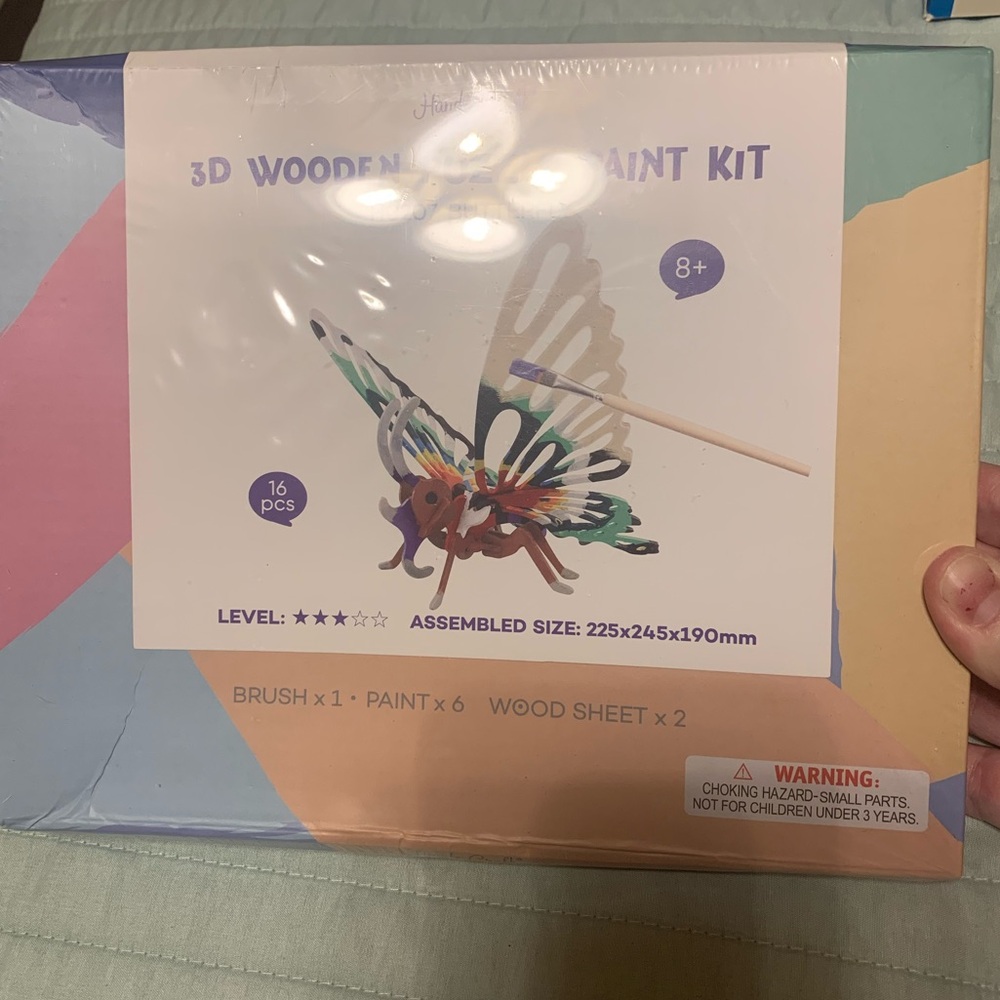 3D WOODEN PAINT KIT
8+
16
pcs
LEVEL: ★★★☆☆ ASSEMBLED SIZE: 225x245x190mm
BRUSH x 1 • PAINT x 6 WOOD SHEET x 2
⚠ WARNING:
CHOKING HAZARD-SMALL PARTS.
NOT FOR CHILDREN UNDER 3 YEARS.